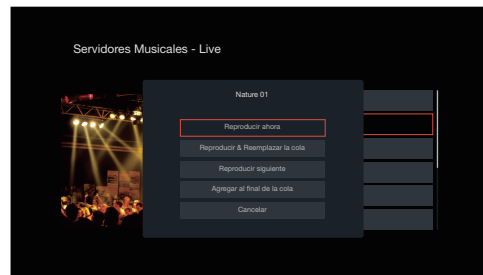 Servidores Musicales - Live
Nature 01
Reproducir ahora
Reproducir & Reemplazar la cola
Reproducir siguiente
Agregar al final de la cola
Cancelar